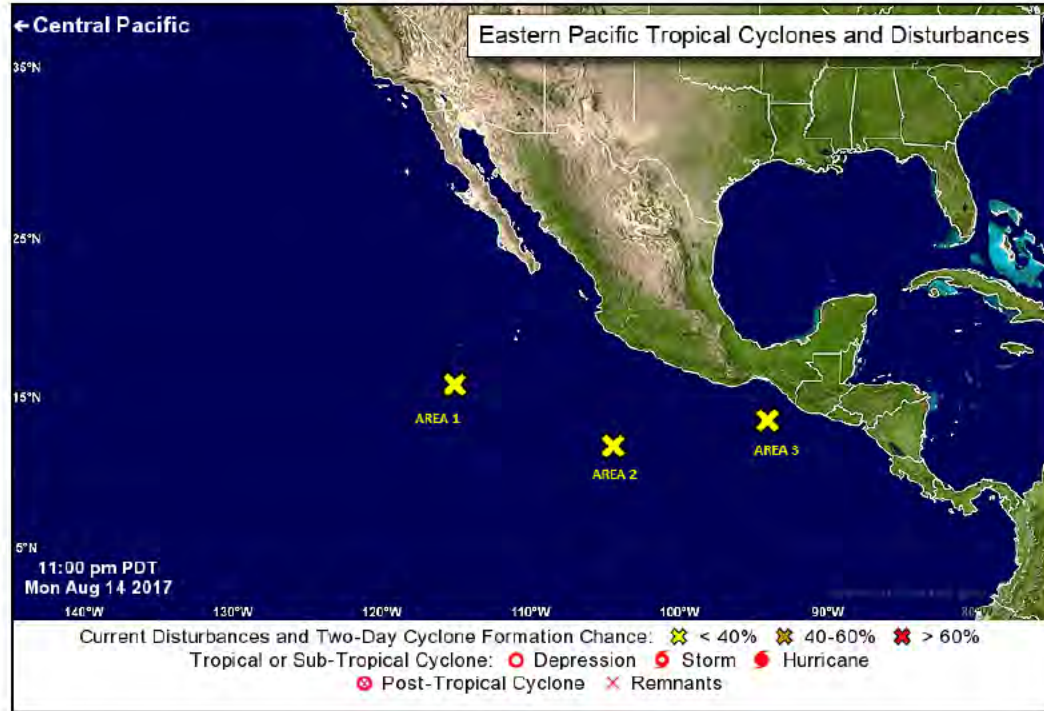 ←Central Pacific
Eastern Pacific Tropical Cyclones and Disturbances
35°N
25°N
15°N
AREA 1
AREA 2
AREA 3
5°N
11:00 pm PDT
Mon Aug 14 2017
140°W 130°W 120°W 110°W 100°W 90°W 80°W
Current Disturbances and Two-Day Cyclone Formation Chance: < 40% 40-60% > 60%
Tropical or Sub-Tropical Cyclone: Depression Storm Hurricane
Post-Tropical Cyclone Remnants